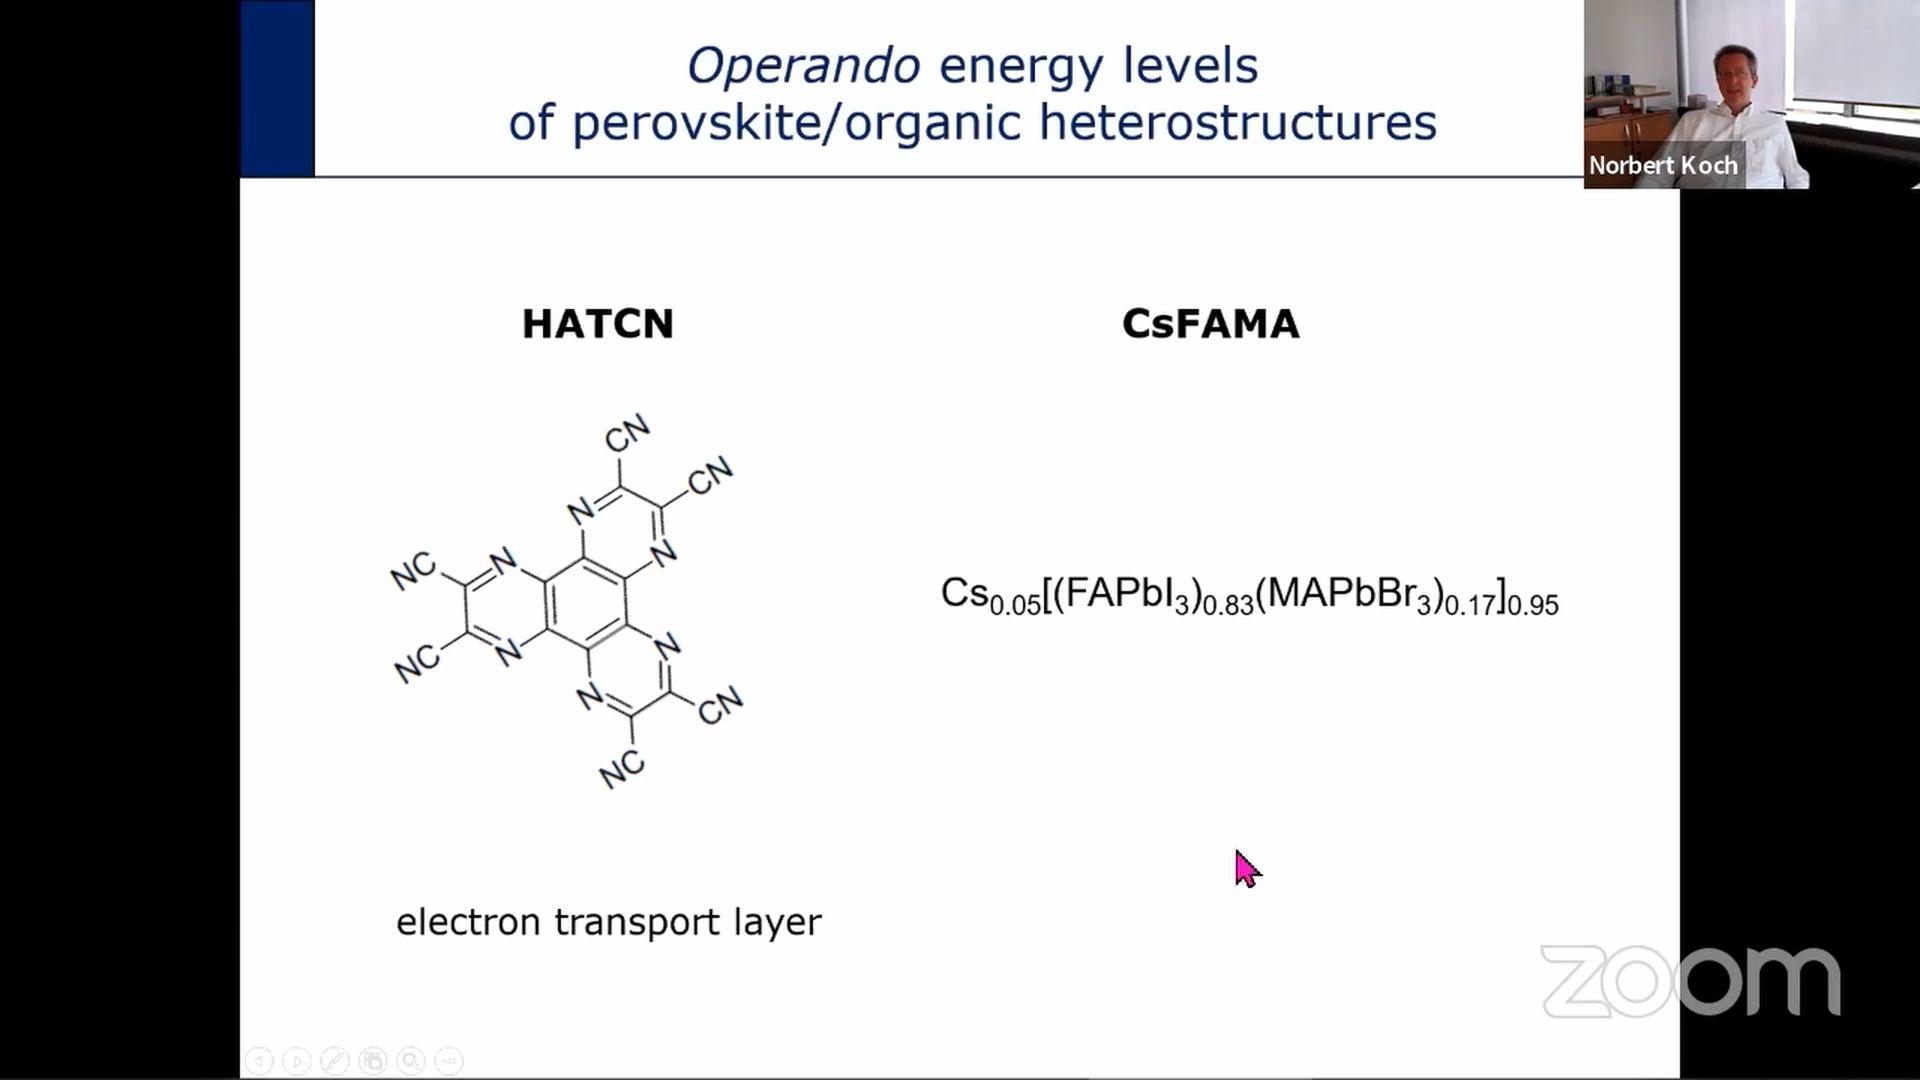 Operando energy levels
of perovskite/organic heterostructures
Norbert Koch
HATCN
CsFAMA
CN
CN
N
N
NC
N
NC
N
N
N
CN
NC
Cs0.05[(FAPbI3)0.83(MAPbBr3)0.17]0.95
electron transport layer
zoom